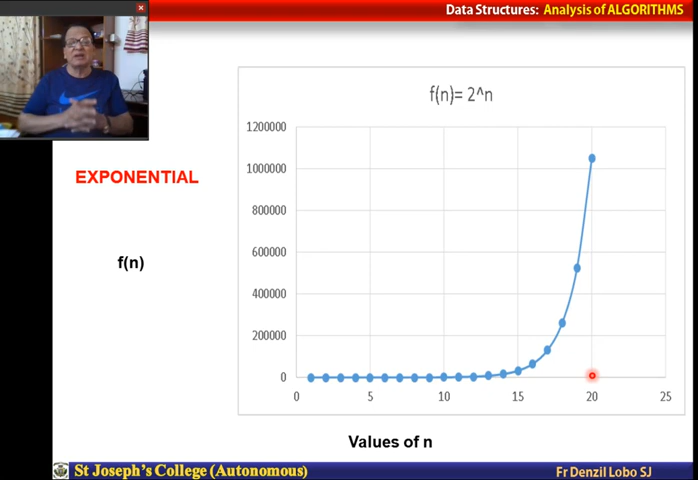 Data Structures: Analysis of ALGORITHMS
f(n)= 2^n
EXPONENTIAL
f(n)
1200000
1000000
800000
600000
400000
200000
0
0 5 10 15 20 25
Values of n
St Joseph's College (Autonomous)
Fr Denzil Lobo SJ